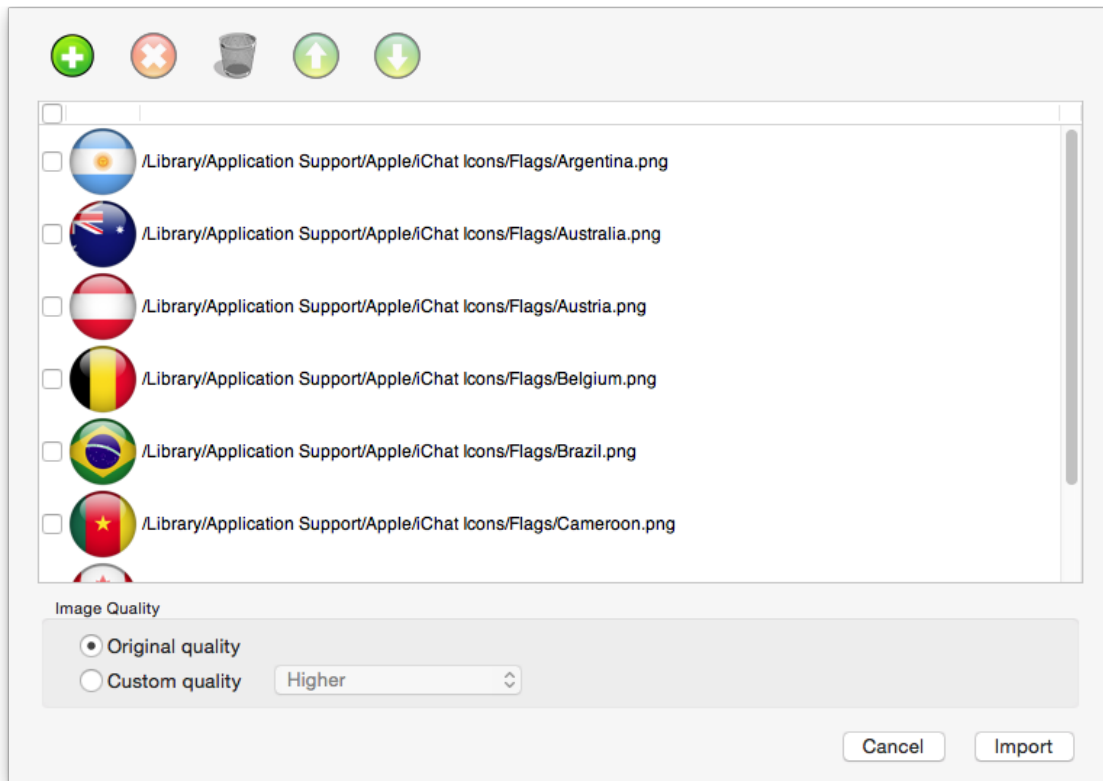 /Library/Application Support/Apple/iChat Icons/Flags/Argentina.png
/Library/Application Support/Apple/iChat Icons/Flags/Australia.png
/Library/Application Support/Apple/iChat Icons/Flags/Austria.png
/Library/Application Support/Apple/iChat Icons/Flags/Belgium.png
/Library/Application Support/Apple/iChat Icons/Flags/Brazil.png
/Library/Application Support/Apple/iChat Icons/Flags/Cameroon.png
Image Quality
Original quality
Custom quality Higher
Cancel Import